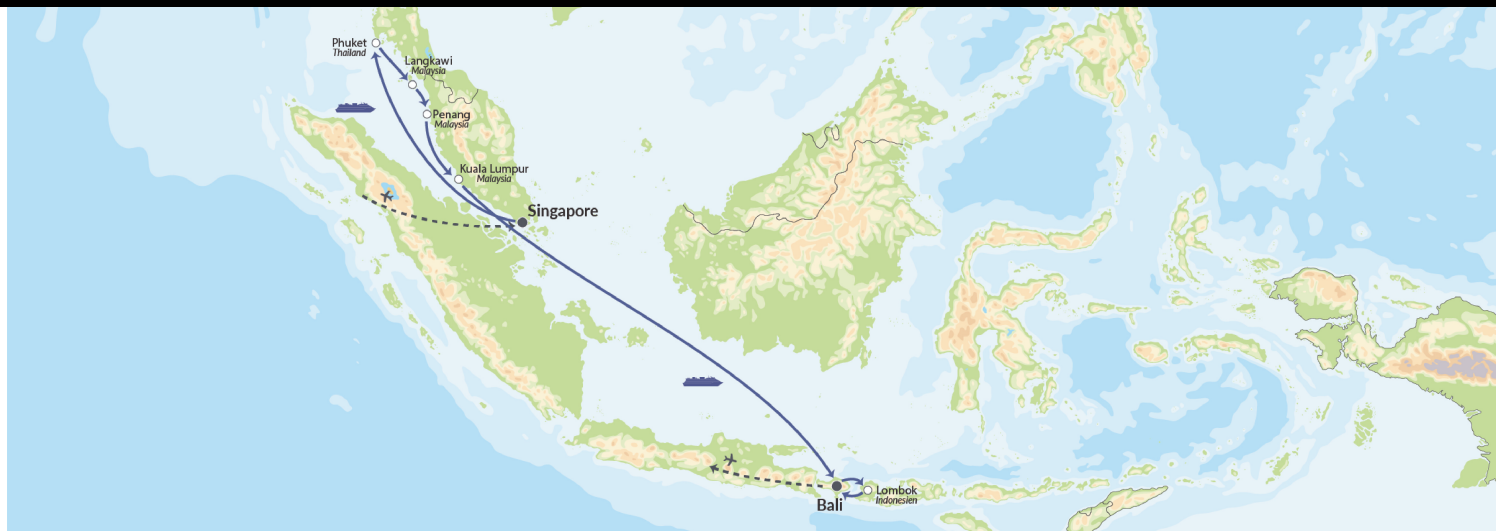 Phuket
Thailand
Langkawi
Malaysia
Penang
Malaysia
Kuala Lumpur
Malaysia
Singapore
Lombok
Indonesien
Bali